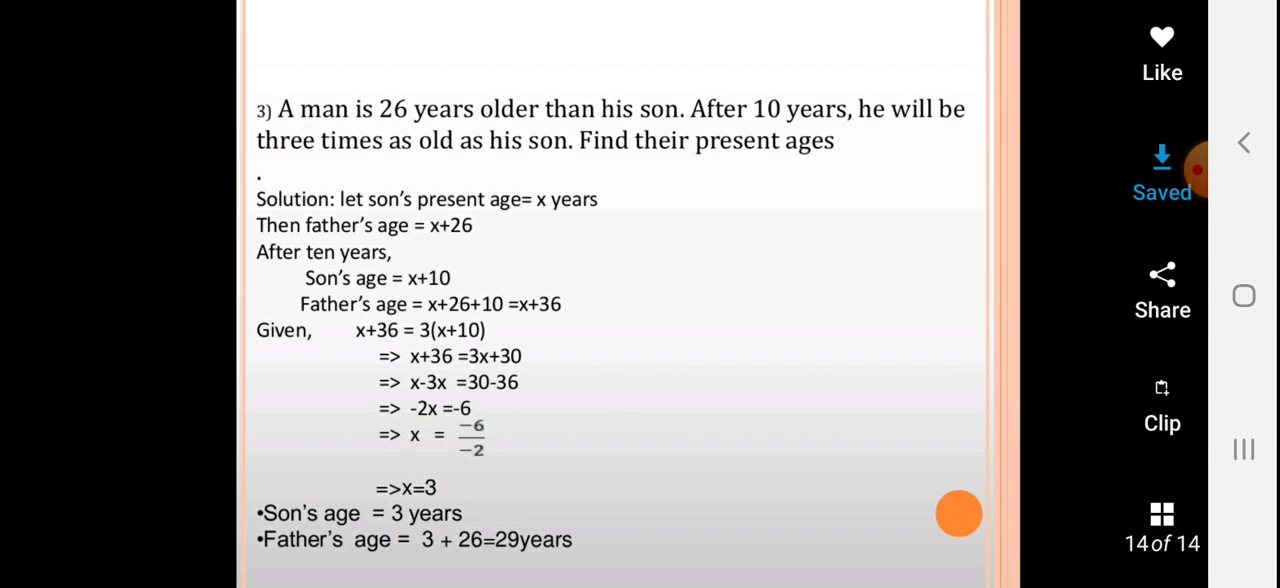 3) A man is 26 years older than his son. After 10 years, he will be
three times as old as his son. Find their present ages
.
Solution: let son's present age= x years
Then father's age = x+26
After ten years,
Son's age = x+10
Father's age = x+26+10 =x+36
Given, x+36 = 3(x+10)
=> x+36 =3x+30
=> x-3x =30-36
=> -2x =-6
=> x = −6/−2
=>x=3
•Son's age = 3 years
•Father's age = 3 + 26=29years
Like
Saved
Share
Clip
14 of 14